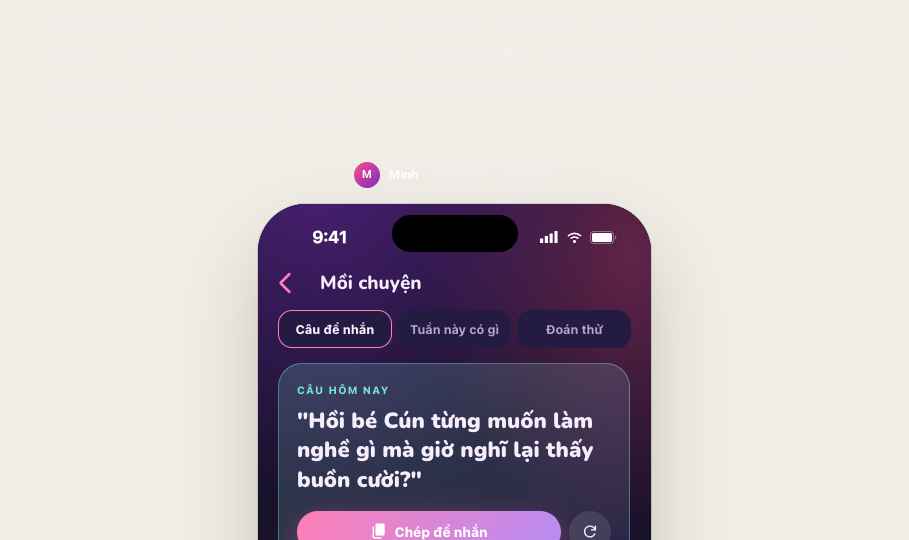 M Minh
9:41
Mồi chuyện
Câu để nhắn Tuần này có gì Đoán thử
CÂU HÔM NAY
"Hồi bé Cún từng muốn làm
nghề gì mà giờ nghĩ lại thấy
buồn cười?"
Chép để nhắn